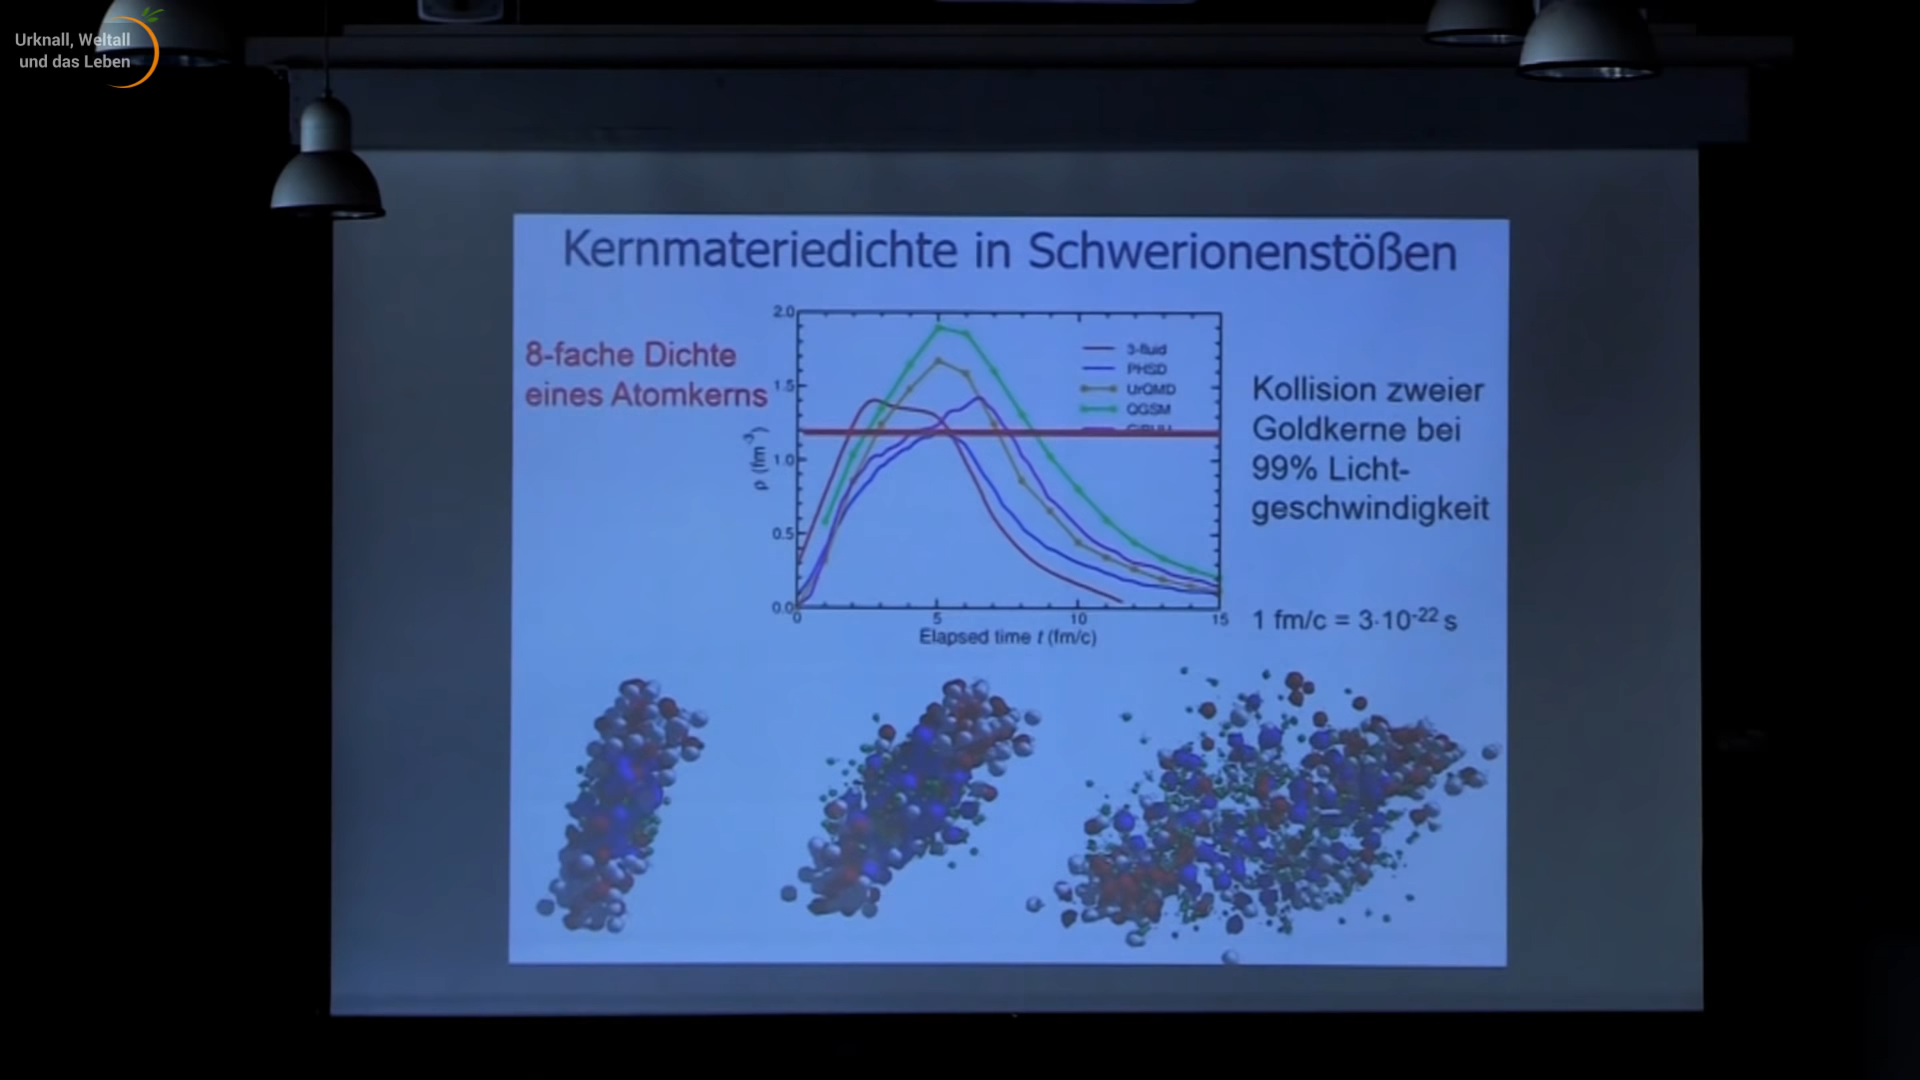 Urknall, Weltall
und das Leben
Kernmateriedichte in Schwerionenstößen
8-fache Dichte
eines Atomkerns
2.0
1.5
1.0
0.5
0.0
ρ (fm⁻³)
3-fluid
PHSD
UrQMD
QGSM
0
5
10
15
Elapsed time t (fm/c)
Kollision zweier
Goldkerne bei
99% Licht-
geschwindigkeit
1 fm/c = 3·10⁻²² s